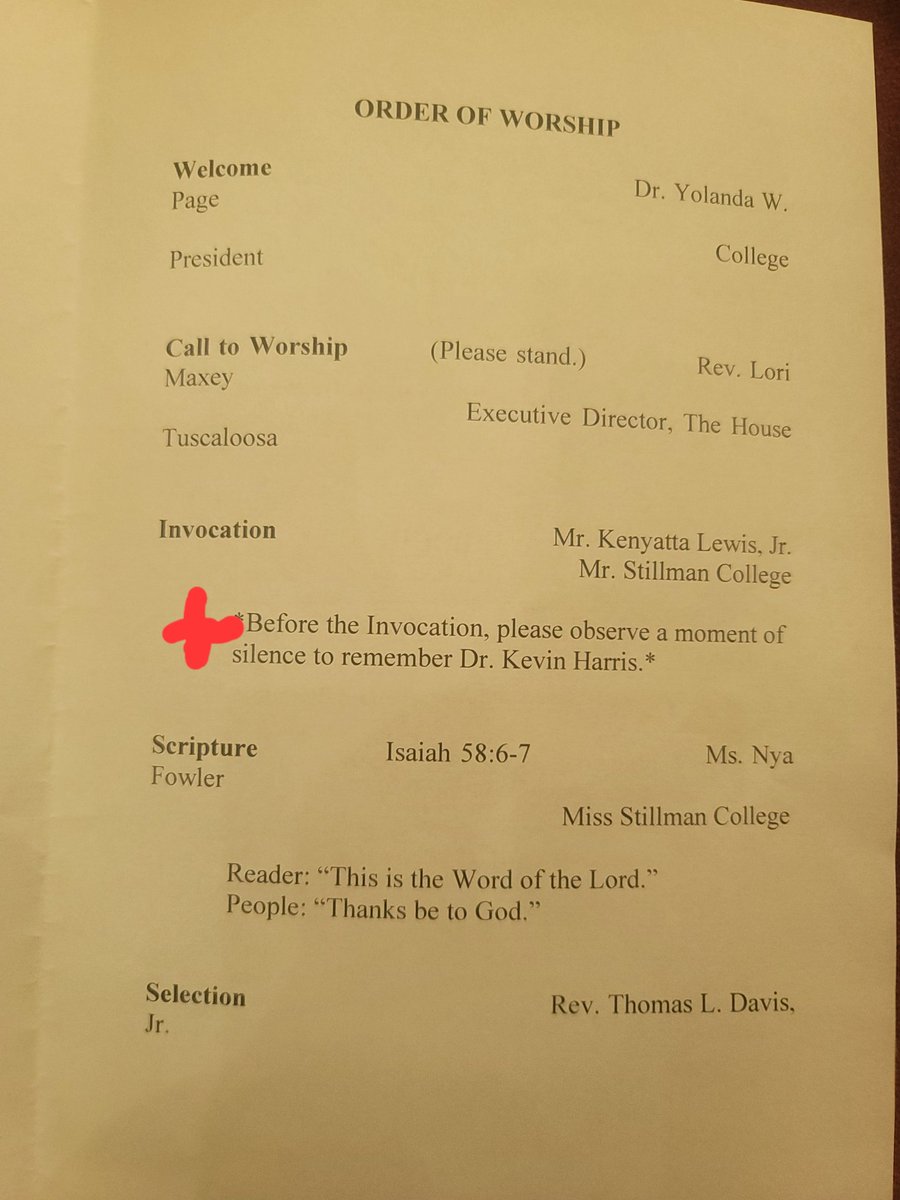 ORDER OF WORSHIP
Welcome Dr. Yolanda W.
Page
President College
Call to Worship (Please stand.) Rev. Lori
Maxey
Executive Director, The House
Tuscaloosa
Invocation Mr. Kenyatta Lewis, Jr.
Mr. Stillman College
*Before the Invocation, please observe a moment of
silence to remember Dr. Kevin Harris.*
Scripture Isaiah 58:6-7 Ms. Nya
Fowler
Miss Stillman College
Reader: “This is the Word of the Lord.”
People: “Thanks be to God.”
Selection Rev. Thomas L. Davis,
Jr.